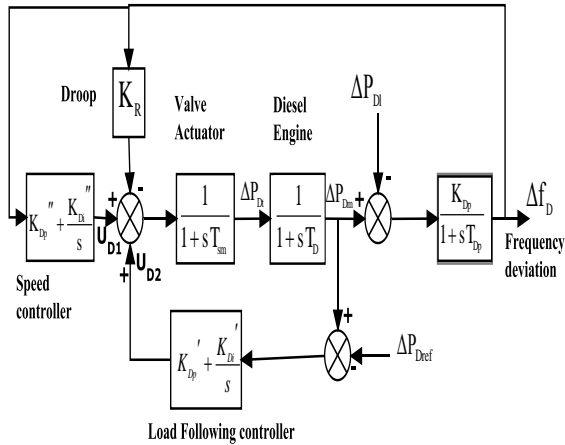 Droop
K_R
Valve
Actuator
Diesel
Engine
ΔP_Dl
K_Dp'' + K_Di''/s
+
-
U_D1
+
U_D2
1/(1+sT_sm)
ΔP_Dt
1/(1+sT_D)
ΔP_Dm
+
-
K_Dp/(1+sT_Dp)
Δf_D
Frequency
deviation
Speed
controller
K_Dp' + K_Di'/s
+
-
ΔP_Dref
Load Following controller